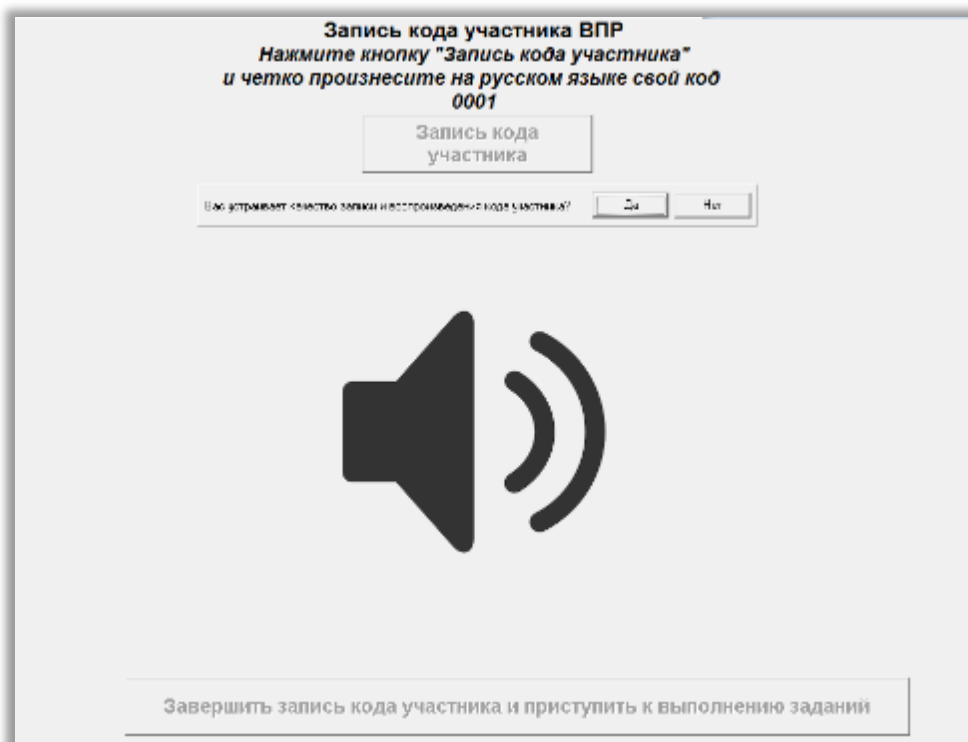 Запись кода участника ВПР
Нажмите кнопку "Запись кода участника"
и четко произнесите на русском языке свой код
0001
Запись кода
участника
Вас устраивает качество записи и воспроизведения кода участника? Да Нет
Завершить запись кода участника и приступить к выполнению заданий